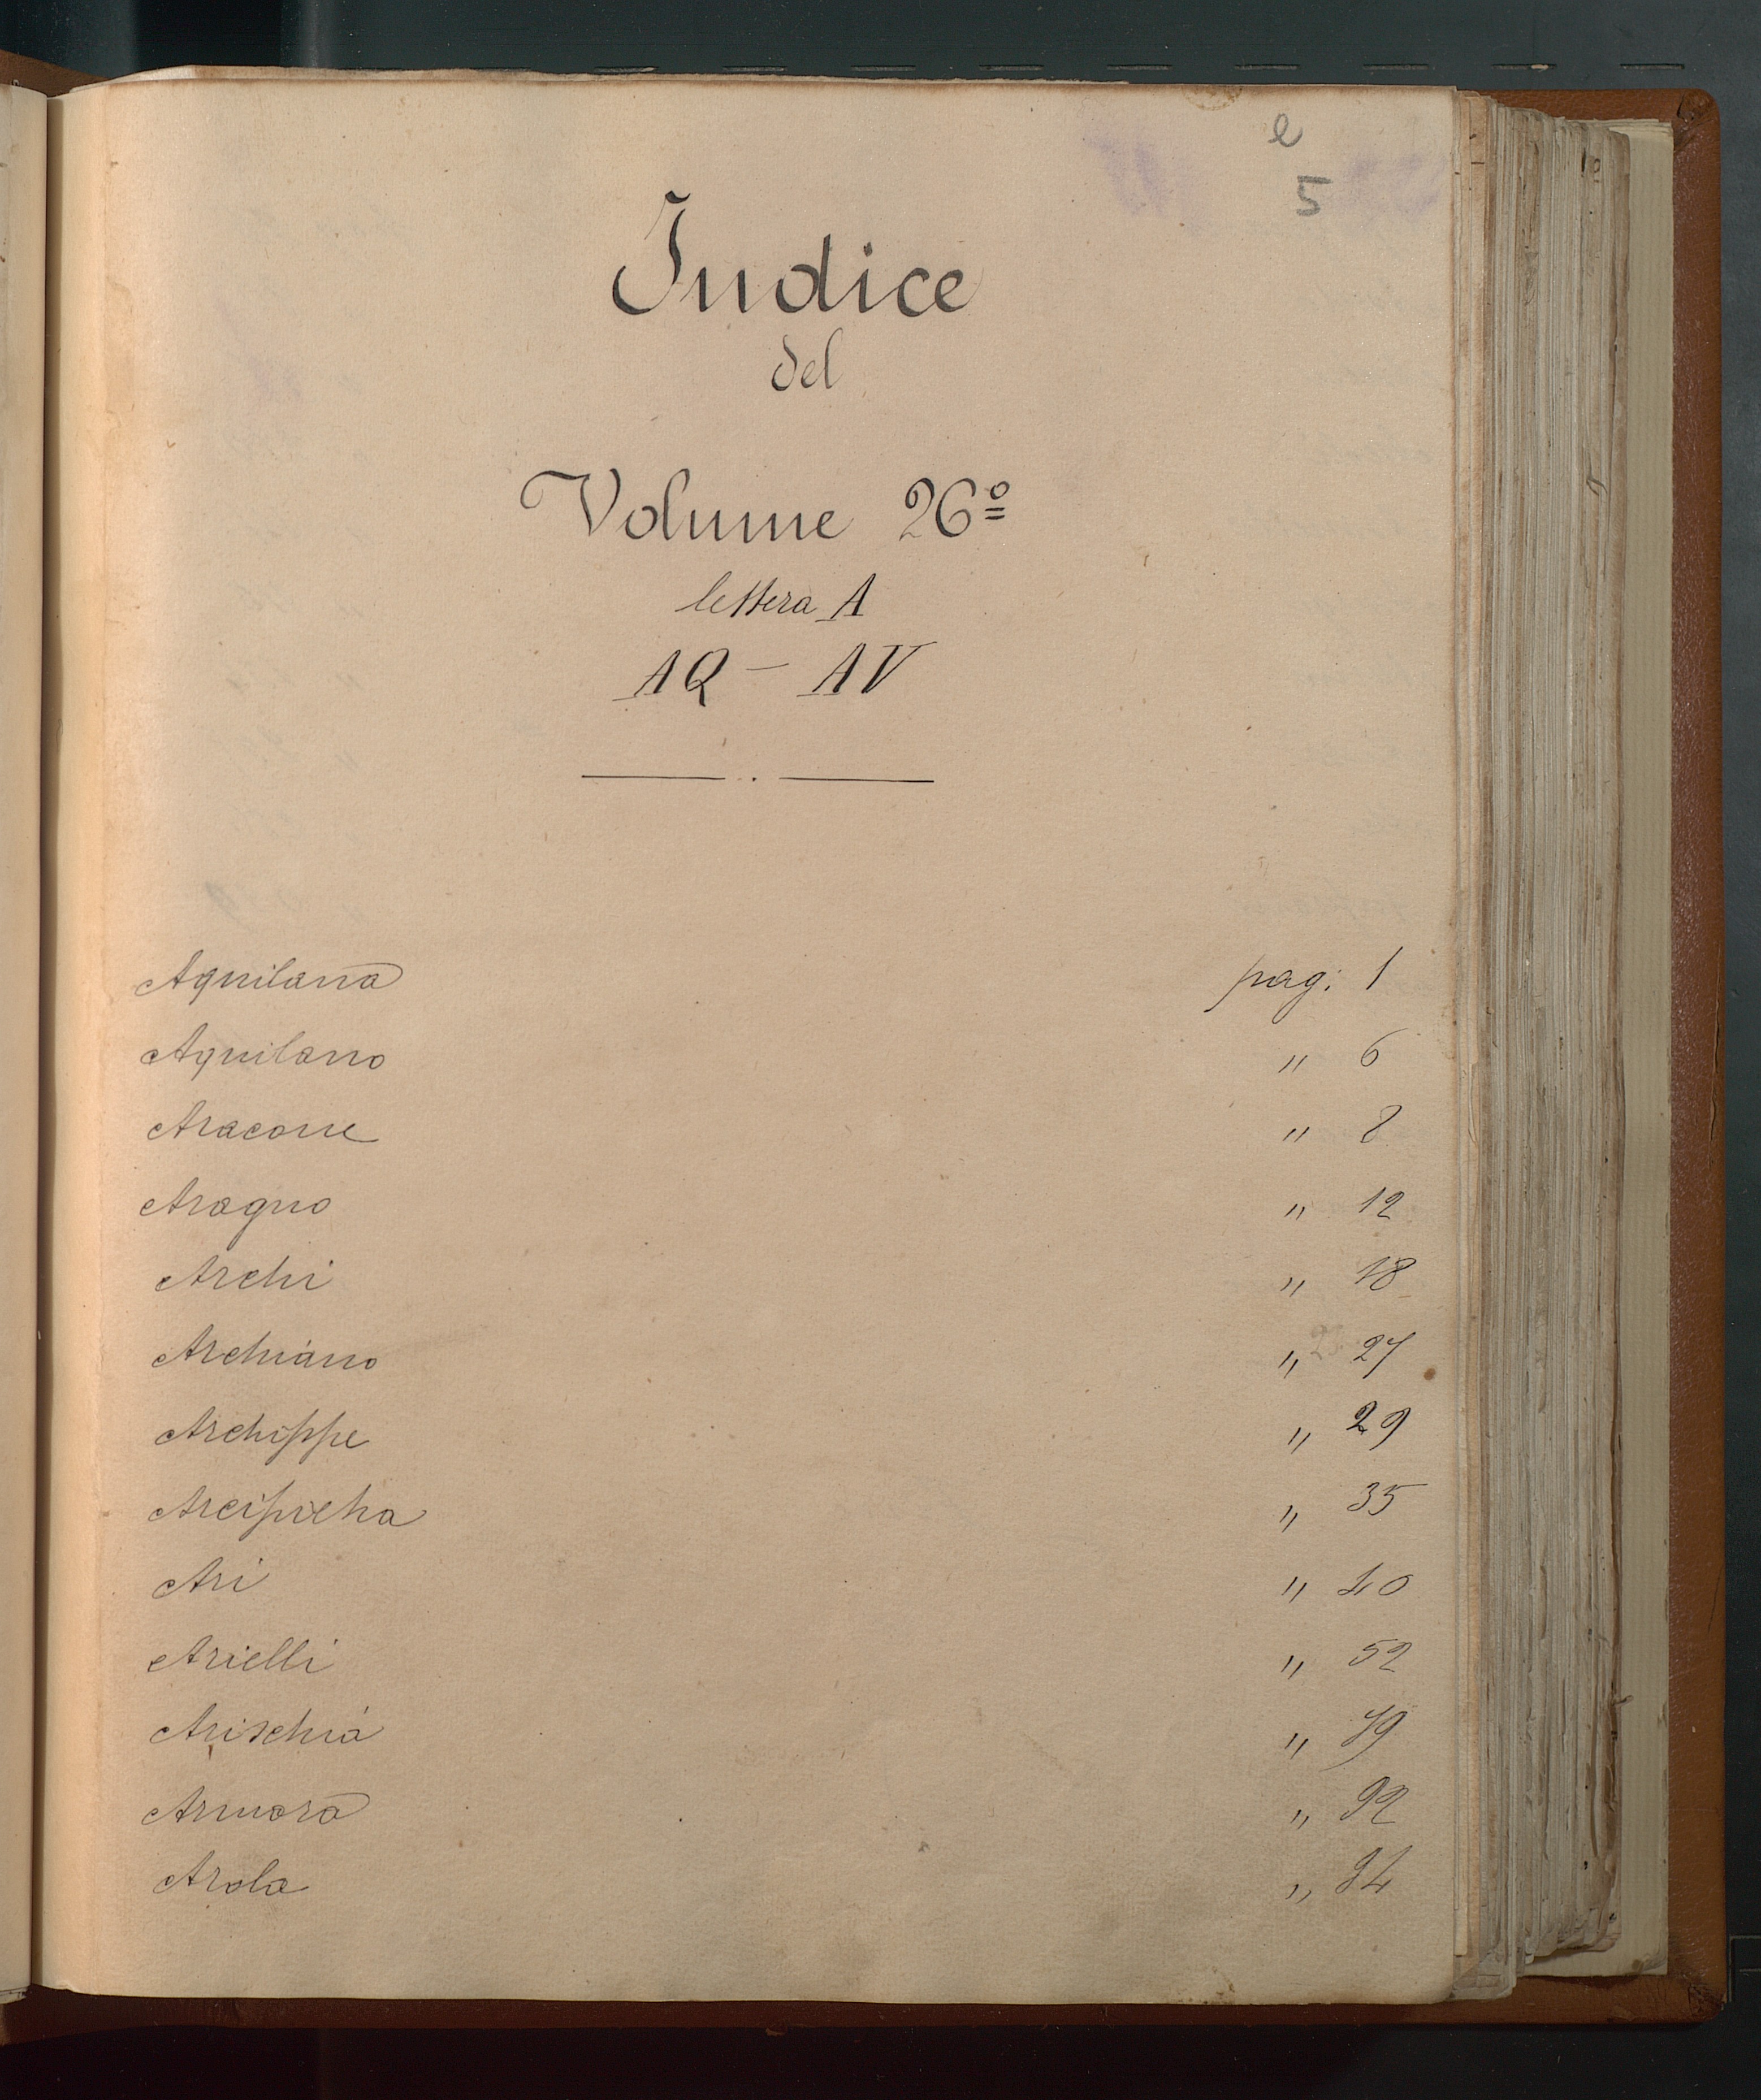 e
5
Indice
del
Volume 26º
lettera A
AQ - AV
Aquilana pag: 1
Aquilano " 6
Aracone " 8
Aragno " 12
Archi " 18
Archiano " 27
Archippe " 29
Arcipicha " 35
Ari " 40
Arielli " 52
Arischia " 79
Armora " 92
Arola " 94